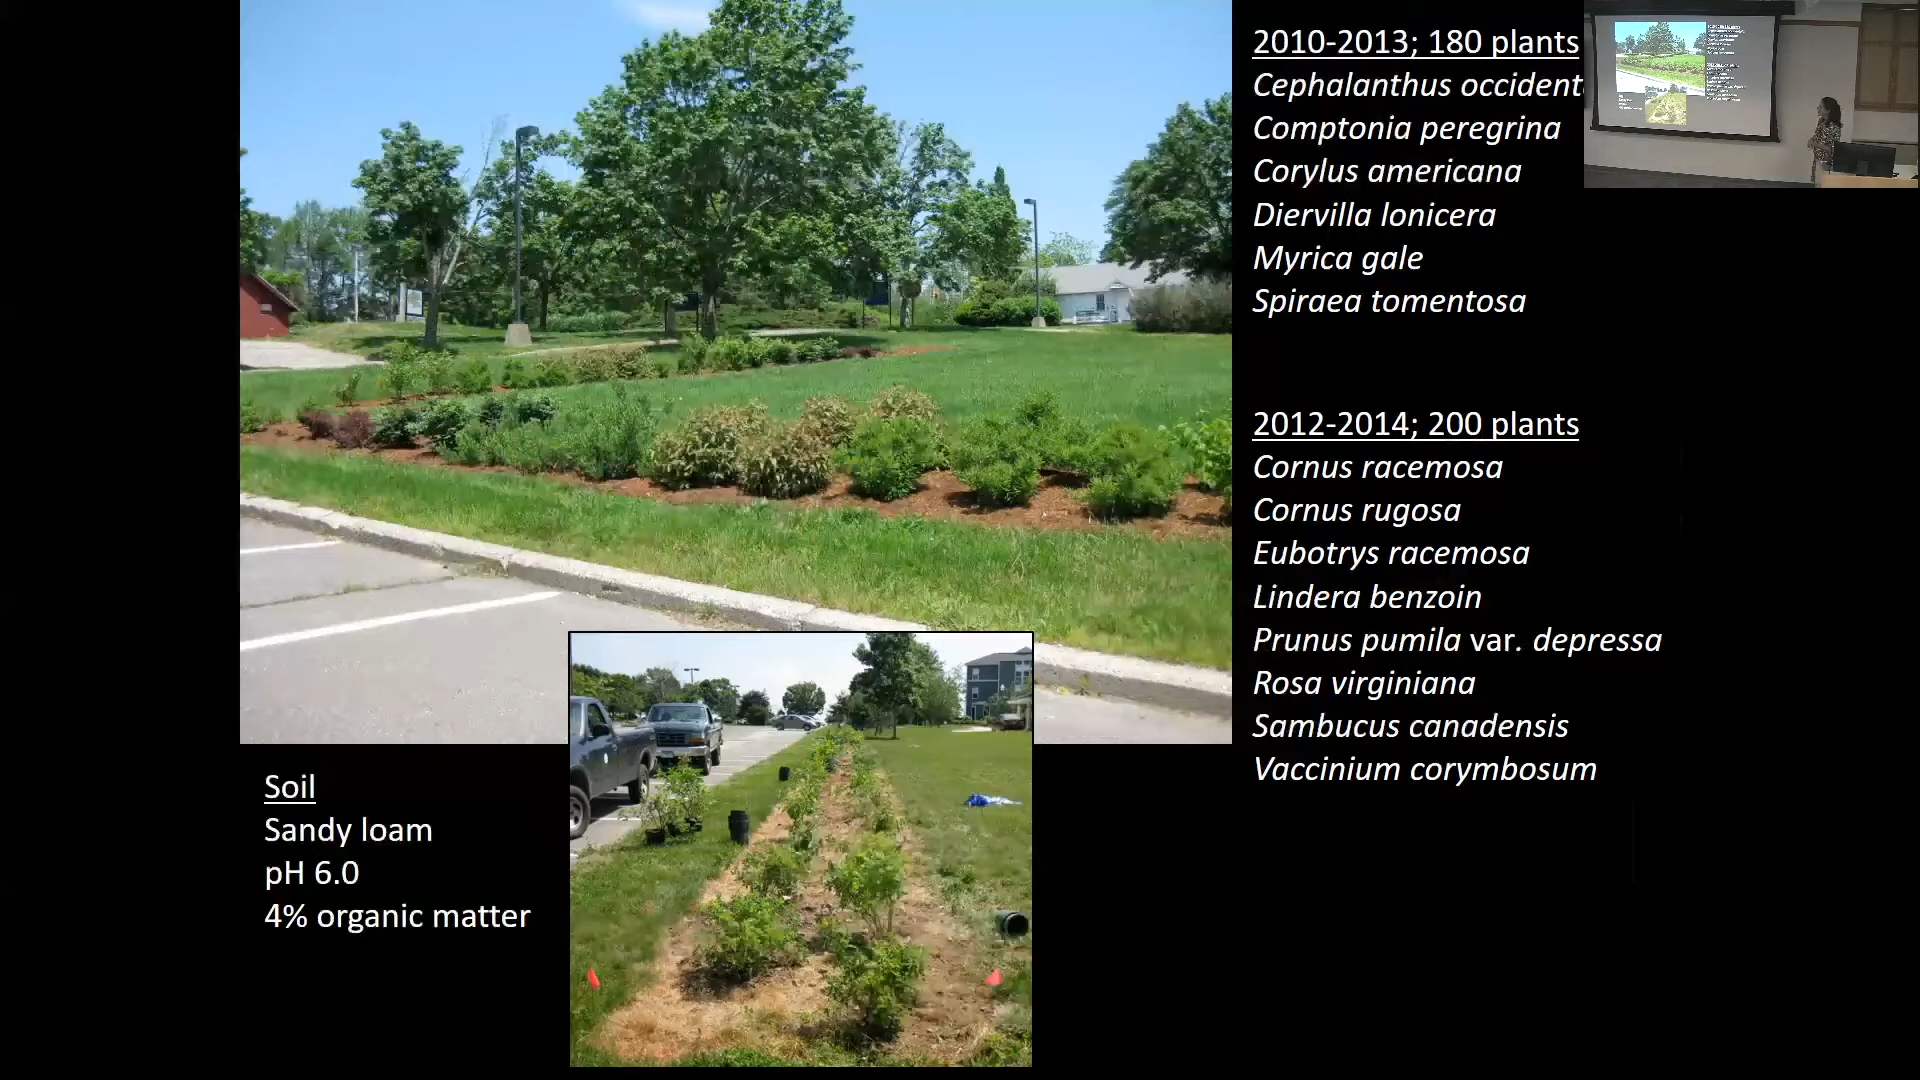 2010-2013; 180 plants
Cephalanthus occident
Comptonia peregrina
Corylus americana
Diervilla lonicera
Myrica gale
Spiraea tomentosa
2012-2014; 200 plants
Cornus racemosa
Cornus rugosa
Eubotrys racemosa
Lindera benzoin
Prunus pumila var. depressa
Rosa virginiana
Sambucus canadensis
Vaccinium corymbosum
Soil
Sandy loam
pH 6.0
4% organic matter